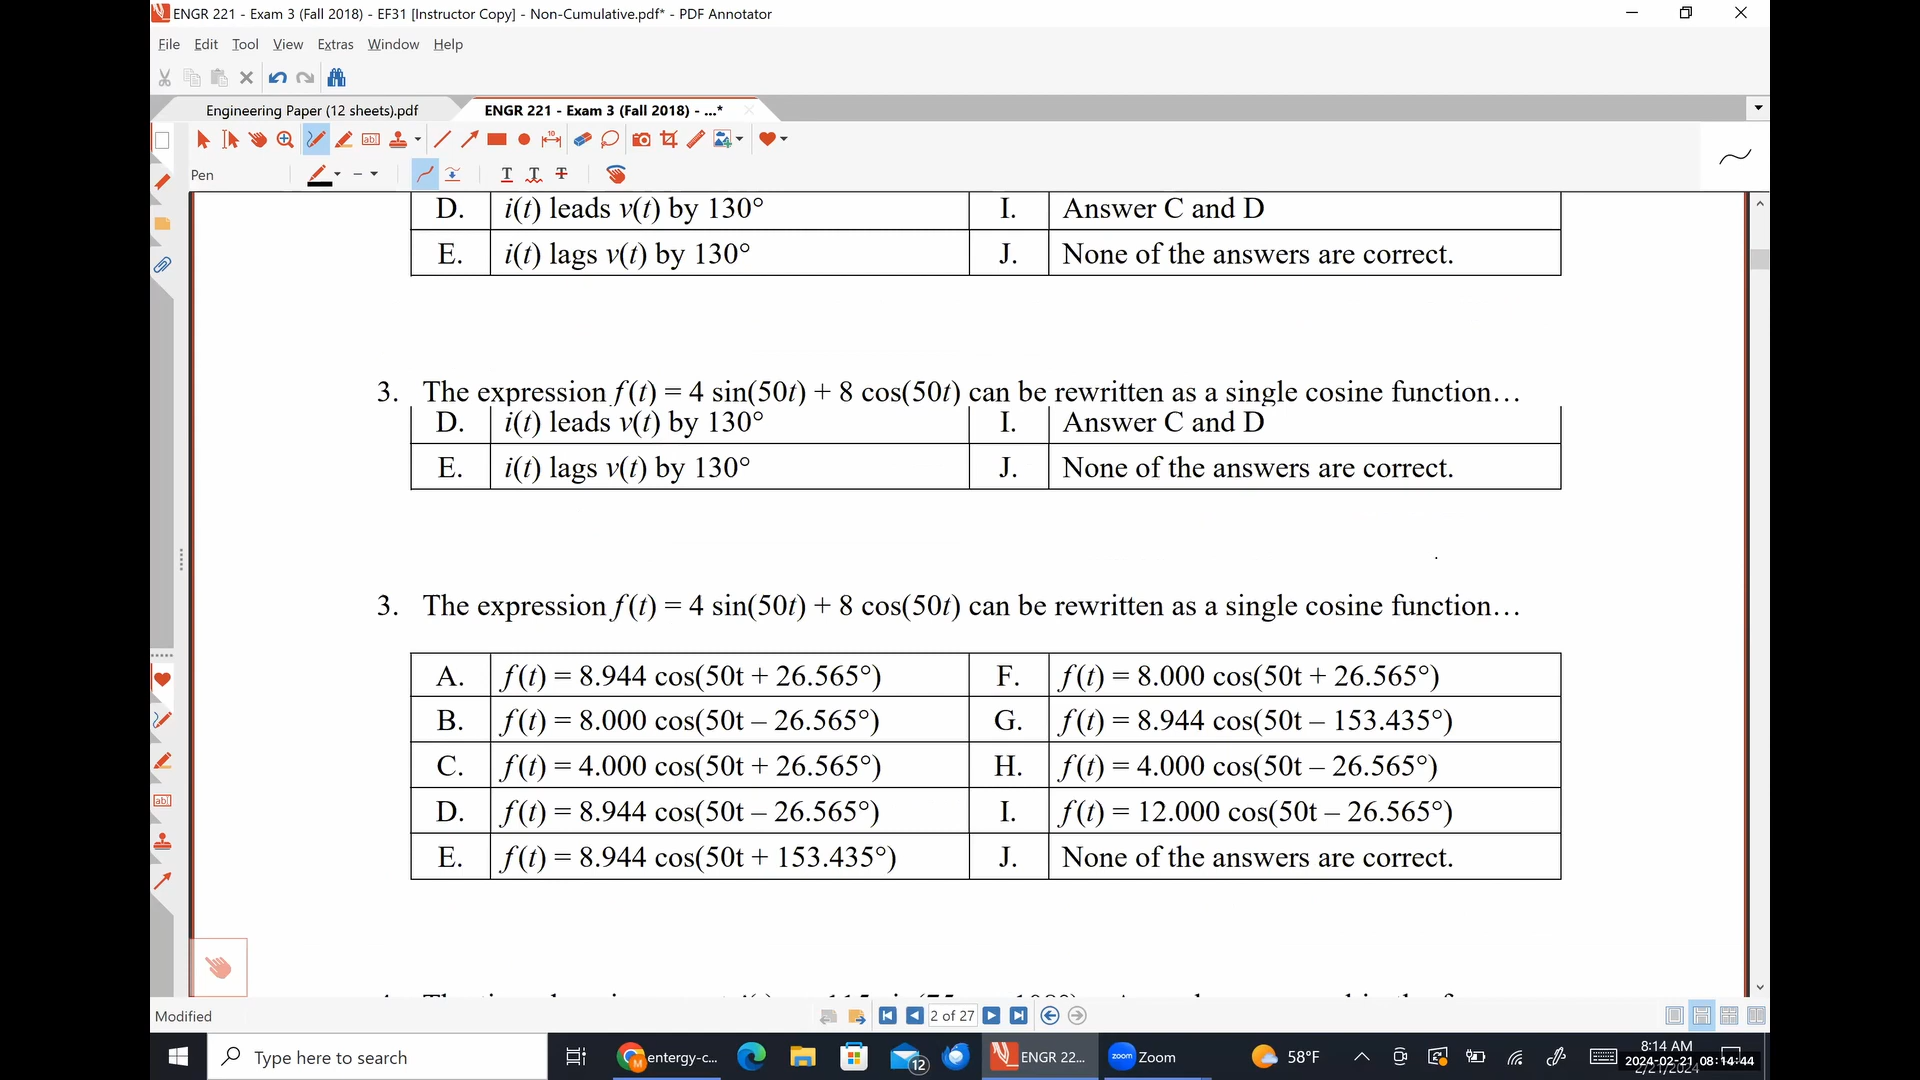 ENGR 221 - Exam 3 (Fall 2018) - EF31 [Instructor Copy] - Non-Cumulative.pdf* - PDF Annotator
File Edit Tool View Extras Window Help
Engineering Paper (12 sheets).pdf ENGR 221 - Exam 3 (Fall 2018) - ...*
Pen
D. i(t) leads v(t) by 130° I. Answer C and D
E. i(t) lags v(t) by 130° J. None of the answers are correct.
3. The expression f(t) = 4 sin(50t) + 8 cos(50t) can be rewritten as a single cosine function…
D. i(t) leads v(t) by 130° I. Answer C and D
E. i(t) lags v(t) by 130° J. None of the answers are correct.
3. The expression f(t) = 4 sin(50t) + 8 cos(50t) can be rewritten as a single cosine function…
A. f(t) = 8.944 cos(50t + 26.565°) F. f(t) = 8.000 cos(50t + 26.565°)
B. f(t) = 8.000 cos(50t – 26.565°) G. f(t) = 8.944 cos(50t – 153.435°)
C. f(t) = 4.000 cos(50t + 26.565°) H. f(t) = 4.000 cos(50t – 26.565°)
D. f(t) = 8.944 cos(50t – 26.565°) I. f(t) = 12.000 cos(50t – 26.565°)
E. f(t) = 8.944 cos(50t + 153.435°) J. None of the answers are correct.
Modified 2 of 27
Type here to search entergy-c... 12 ENGR 22... zoom Zoom 58°F 8:14 AM
2024-02-21 08:14:44
2/21/2024